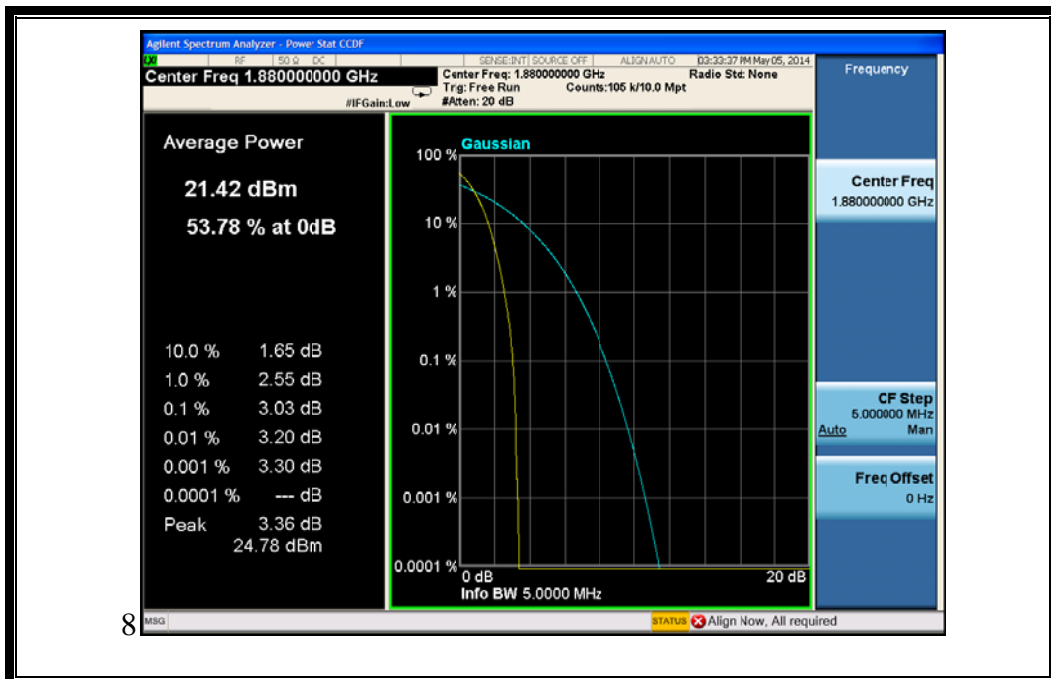 Agilent Spectrum Analyzer - Power Stat CCDF
LXI RF 50 Ω DC SENSE:INT SOURCE OFF ALIGN AUTO 03:33:37 PM May 05, 2014
Center Freq 1.880000000 GHz
#IFGain:Low
Center Freq: 1.880000000 GHz Radio Std: None
Trg: Free Run Counts:105 k/10.0 Mpt
#Atten: 20 dB
Average Power
21.42 dBm
53.78 % at 0dB
10.0 % 1.65 dB
1.0 % 2.55 dB
0.1 % 3.03 dB
0.01 % 3.20 dB
0.001 % 3.30 dB
0.0001 % --- dB
Peak 3.36 dB
24.78 dBm
Gaussian
100 %
10 %
1 %
0.1 %
0.01 %
0.001 %
0.0001 %
0 dB 20 dB
Info BW 5.0000 MHz
Frequency
Center Freq
1.880000000 GHz
CF Step
5.000000 MHz
Auto Man
Freq Offset
0 Hz
8
MSG STATUS Align Now, All required